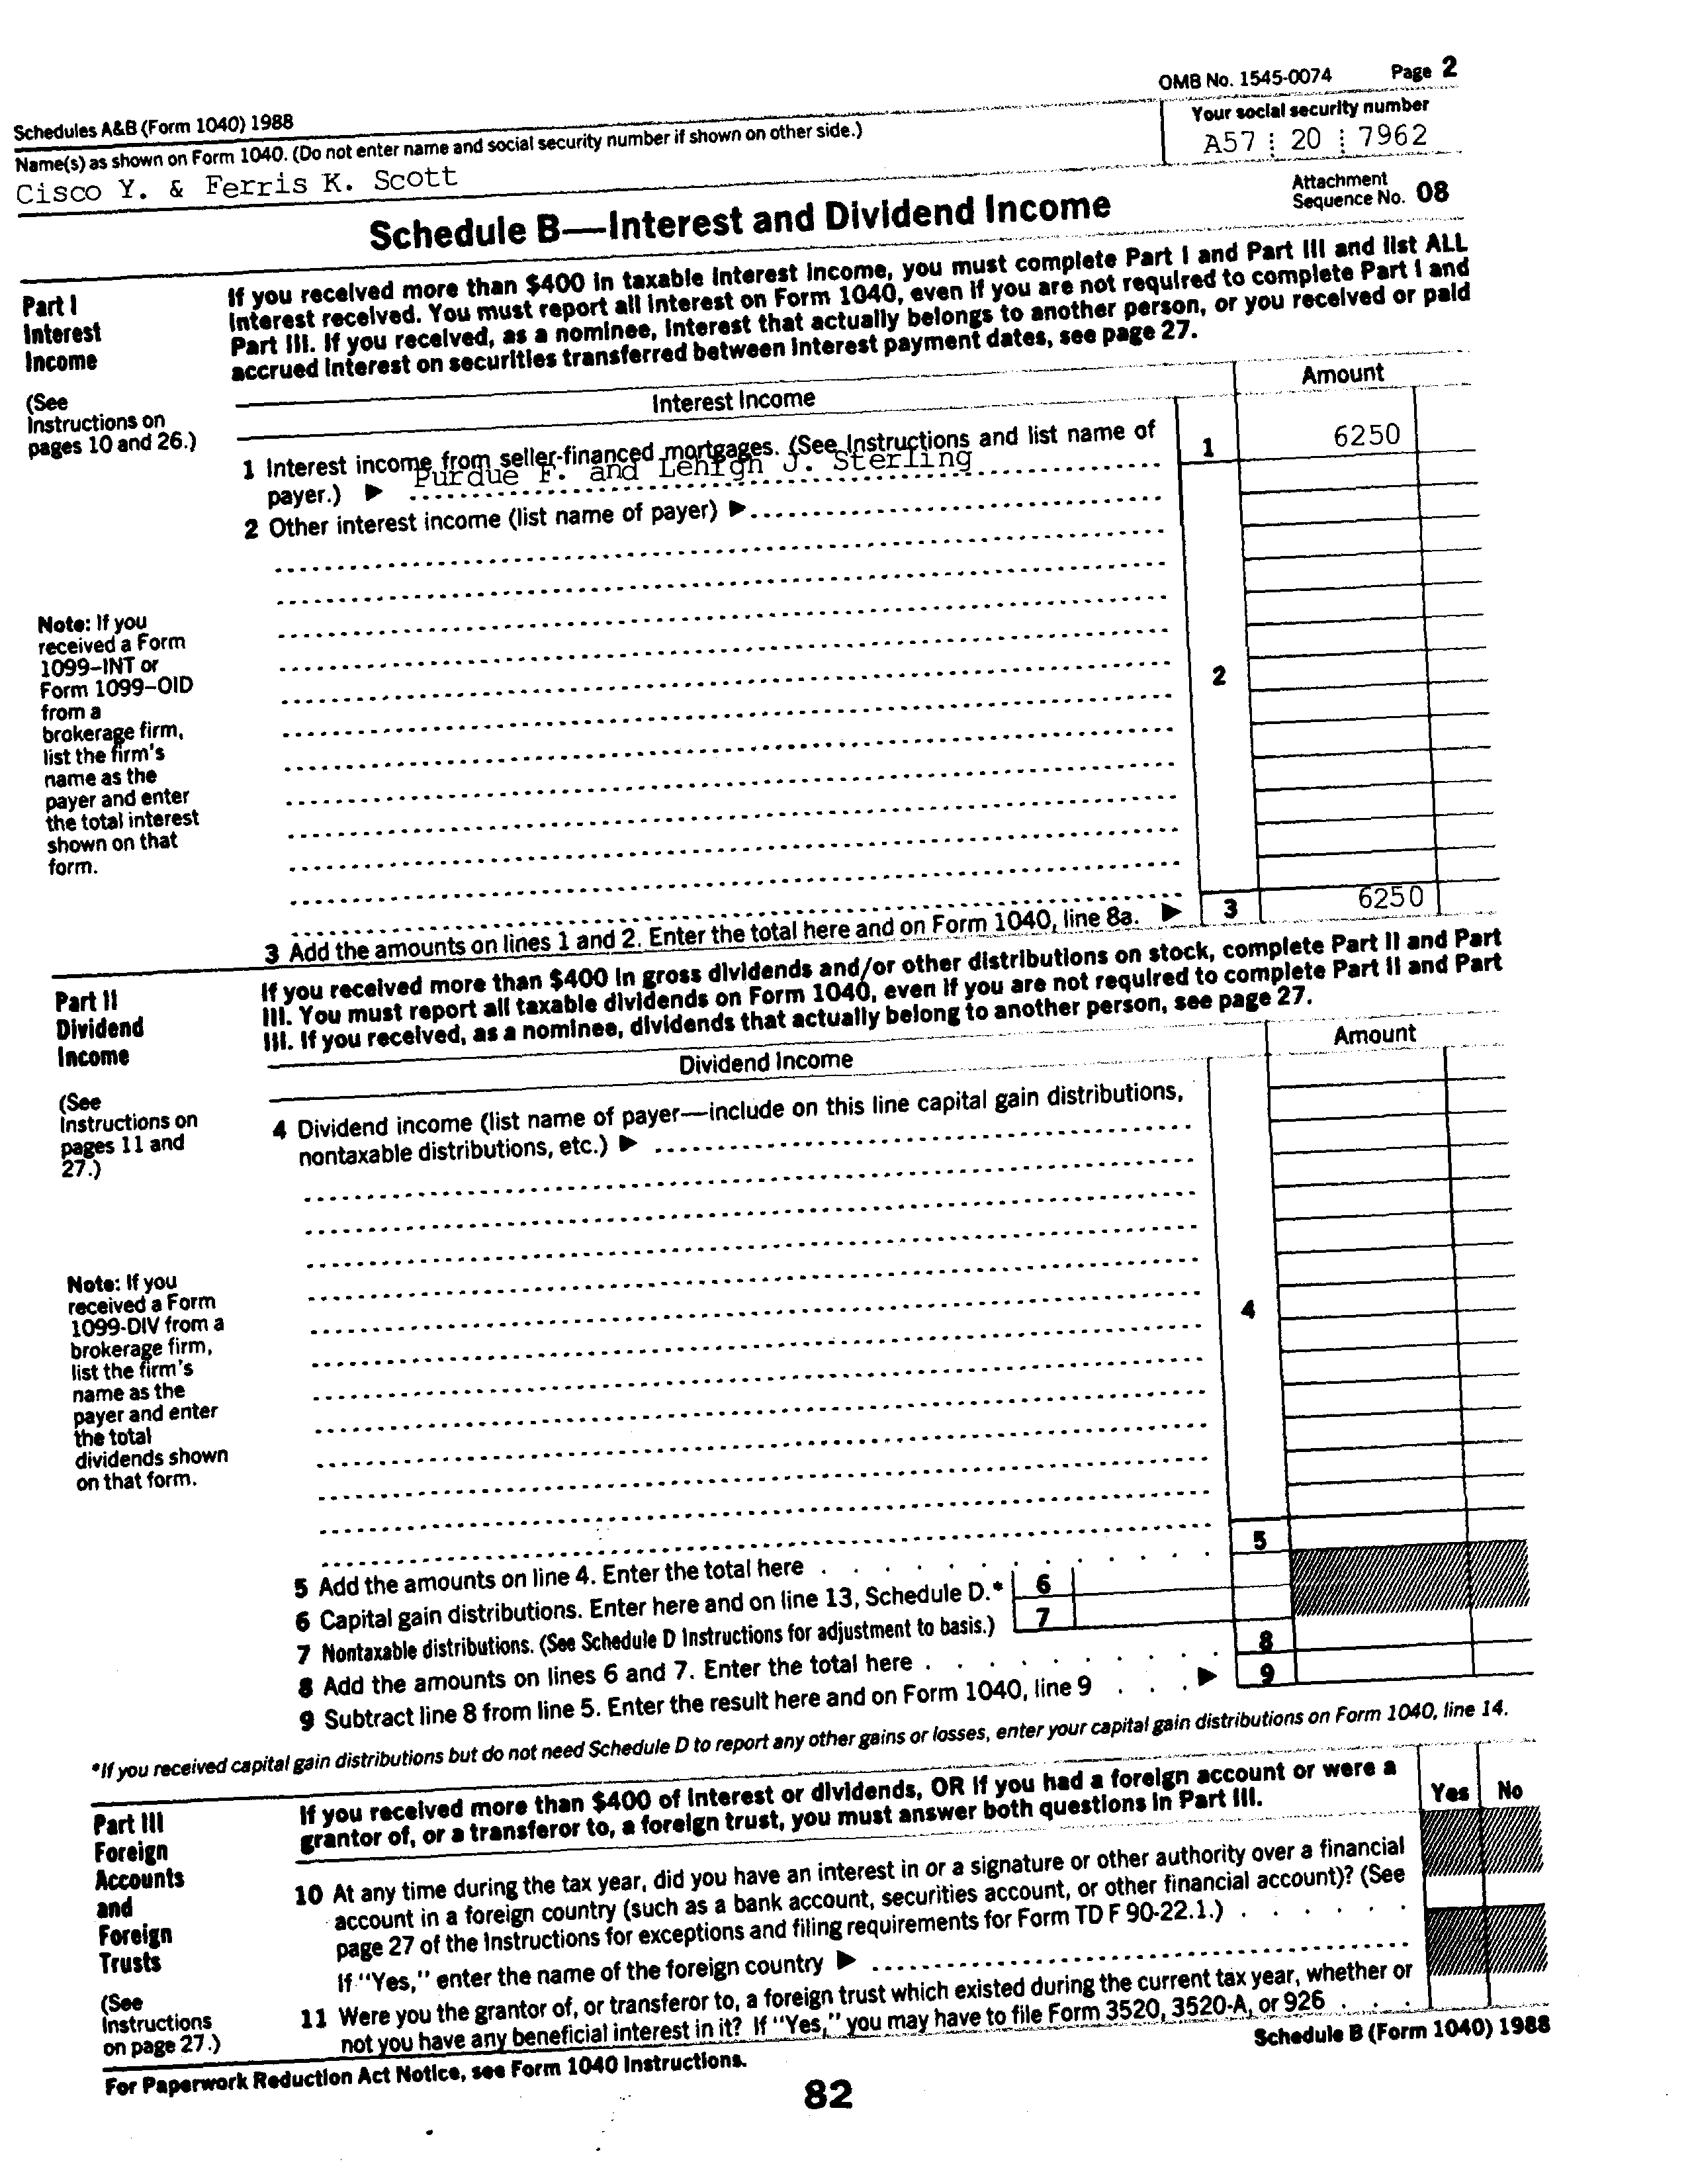 OMB No. 1545-0074 Page 2
Schedules A&B (Form 1040) 1988
Name(s) as shown on Form 1040. (Do not enter name and social security number if shown on other side.)
Your social security number
Cisco Y. & Ferris K. Scott
A57 20 7962
Schedule B—Interest and Dividend Income
Attachment
Sequence No. 08
Part I
Interest
Income
(See
Instructions on
pages 10 and 26.)
If you received more than $400 in taxable interest income, you must complete Part I and Part III and list ALL
interest received. You must report all interest on Form 1040, even if you are not required to complete Part I and
Part III. If you received, as a nominee, interest that actually belongs to another person, or you received or paid
accrued interest on securities transferred between interest payment dates, see page 27.
Interest Income
Amount
1 Interest income from seller-financed mortgages. (See Instructions and list name of
payer.) ▶ Purdue F. and Lehigh J. Sterling
1 6250
2 Other interest income (list name of payer) ▶
Note: If you
received a Form
1099–INT or
Form 1099–OID
from a
brokerage firm,
list the firm's
name as the
payer and enter
the total interest
shown on that
form.
2
3 Add the amounts on lines 1 and 2. Enter the total here and on Form 1040, line 8a. ▶ 3 6250
Part II
Dividend
Income
(See
Instructions on
pages 11 and
27.)
If you received more than $400 in gross dividends and/or other distributions on stock, complete Part II and Part
III. You must report all taxable dividends on Form 1040, even if you are not required to complete Part II and Part
III. If you received, as a nominee, dividends that actually belong to another person, see page 27.
Dividend Income
Amount
4 Dividend income (list name of payer—include on this line capital gain distributions,
nontaxable distributions, etc.) ▶
Note: If you
received a Form
1099-DIV from a
brokerage firm,
list the firm's
name as the
payer and enter
the total
dividends shown
on that form.
4
5 Add the amounts on line 4. Enter the total here 5
6 Capital gain distributions. Enter here and on line 13, Schedule D.* 6
7 Nontaxable distributions. (See Schedule D Instructions for adjustment to basis.) 7
8 Add the amounts on lines 6 and 7. Enter the total here 8
9 Subtract line 8 from line 5. Enter the result here and on Form 1040, line 9 ▶ 9
*If you received capital gain distributions but do not need Schedule D to report any other gains or losses, enter your capital gain distributions on Form 1040, line 14.
Part III
Foreign
Accounts
and
Foreign
Trusts
(See
Instructions
on page 27.)
If you received more than $400 of interest or dividends, OR if you had a foreign account or were a
grantor of, or a transferor to, a foreign trust, you must answer both questions in Part III.
Yes No
10 At any time during the tax year, did you have an interest in or a signature or other authority over a financial
account in a foreign country (such as a bank account, securities account, or other financial account)? (See
page 27 of the Instructions for exceptions and filing requirements for Form TD F 90-22.1.)
If "Yes," enter the name of the foreign country ▶
11 Were you the grantor of, or transferor to, a foreign trust which existed during the current tax year, whether or
not you have any beneficial interest in it? If "Yes," you may have to file Form 3520, 3520-A, or 926
For Paperwork Reduction Act Notice, see Form 1040 Instructions.
Schedule B (Form 1040) 1988
82